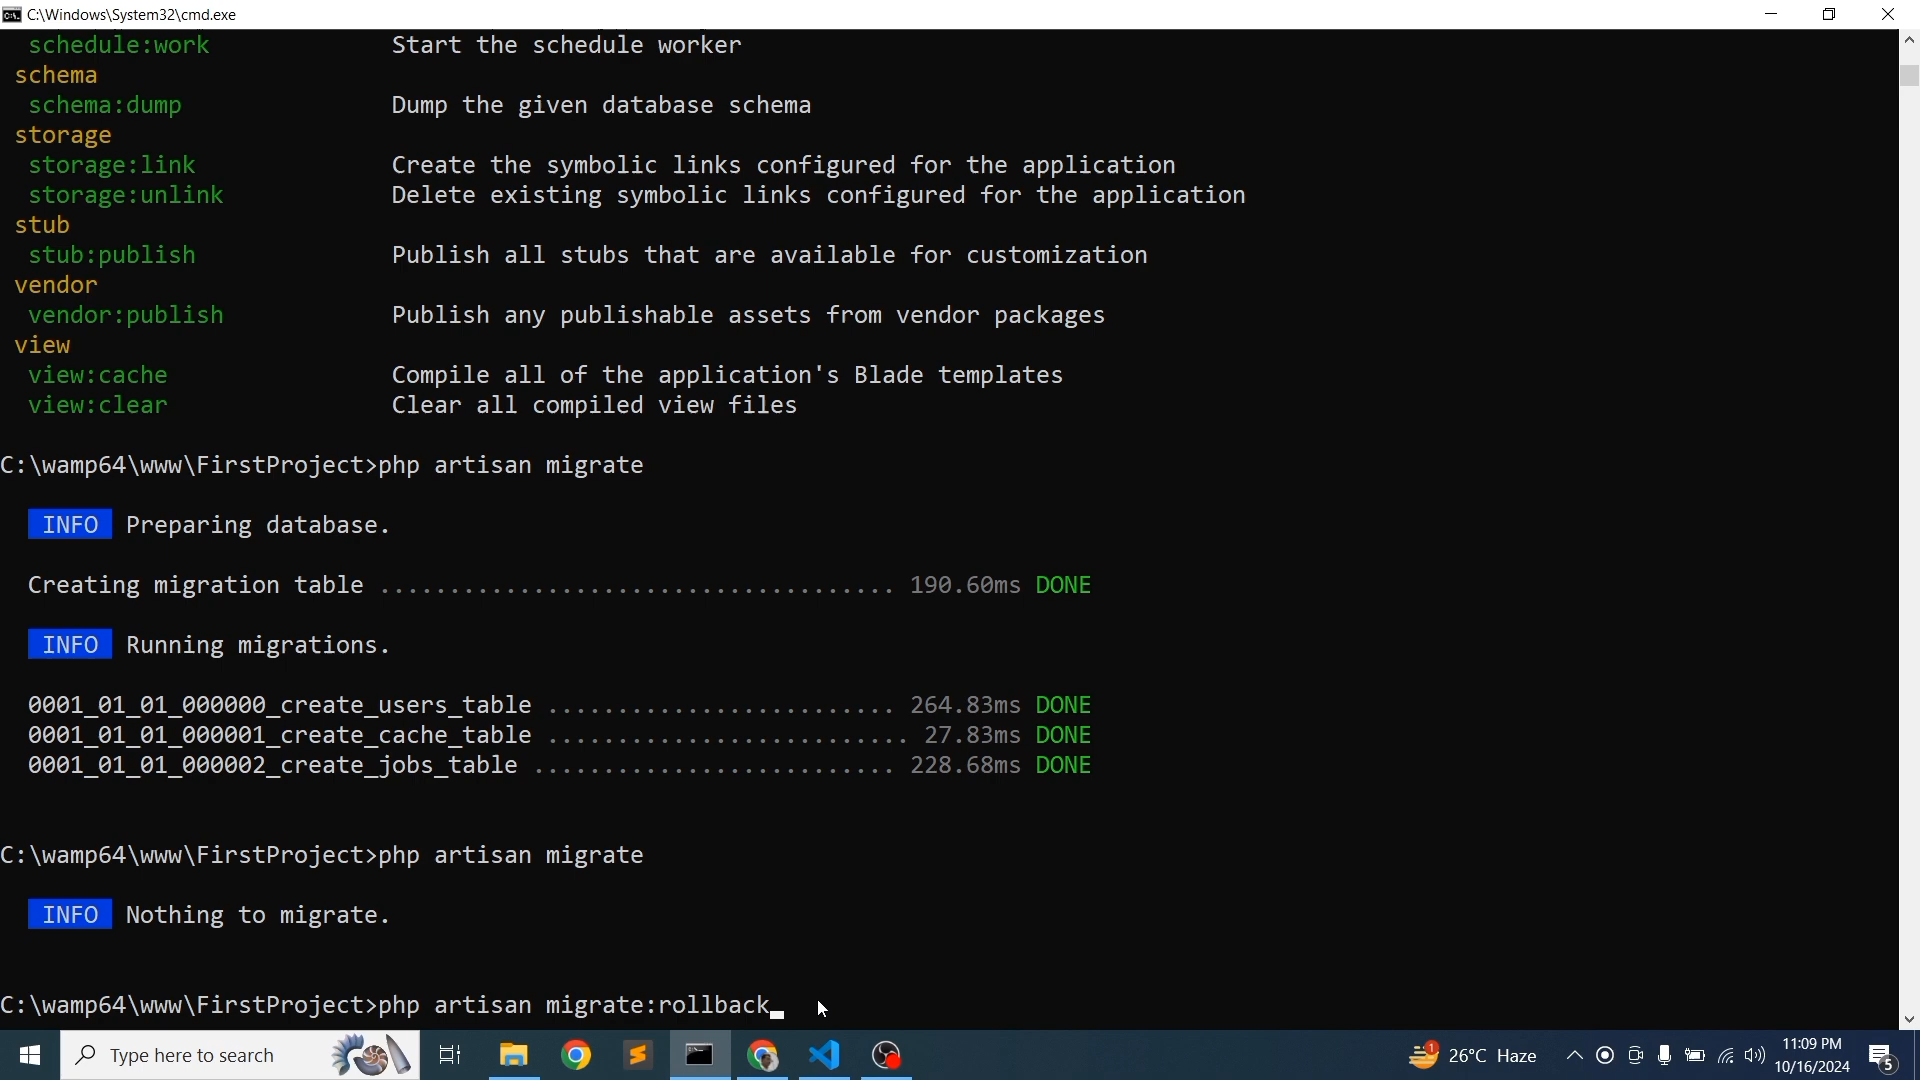 C:\Windows\System32\cmd.exe
schedule:work Start the schedule worker
schema
schema:dump Dump the given database schema
storage
storage:link Create the symbolic links configured for the application
storage:unlink Delete existing symbolic links configured for the application
stub
stub:publish Publish all stubs that are available for customization
vendor
vendor:publish Publish any publishable assets from vendor packages
view
view:cache Compile all of the application's Blade templates
view:clear Clear all compiled view files
C:\wamp64\www\FirstProject>php artisan migrate
INFO Preparing database.
Creating migration table ..................................... 190.60ms DONE
INFO Running migrations.
0001_01_01_000000_create_users_table ......................... 264.83ms DONE
0001_01_01_000001_create_cache_table .......................... 27.83ms DONE
0001_01_01_000002_create_jobs_table .......................... 228.68ms DONE
C:\wamp64\www\FirstProject>php artisan migrate
INFO Nothing to migrate.
C:\wamp64\www\FirstProject>php artisan migrate:rollback
Type here to search
1
26°C Haze
11:09 PM
10/16/2024
5